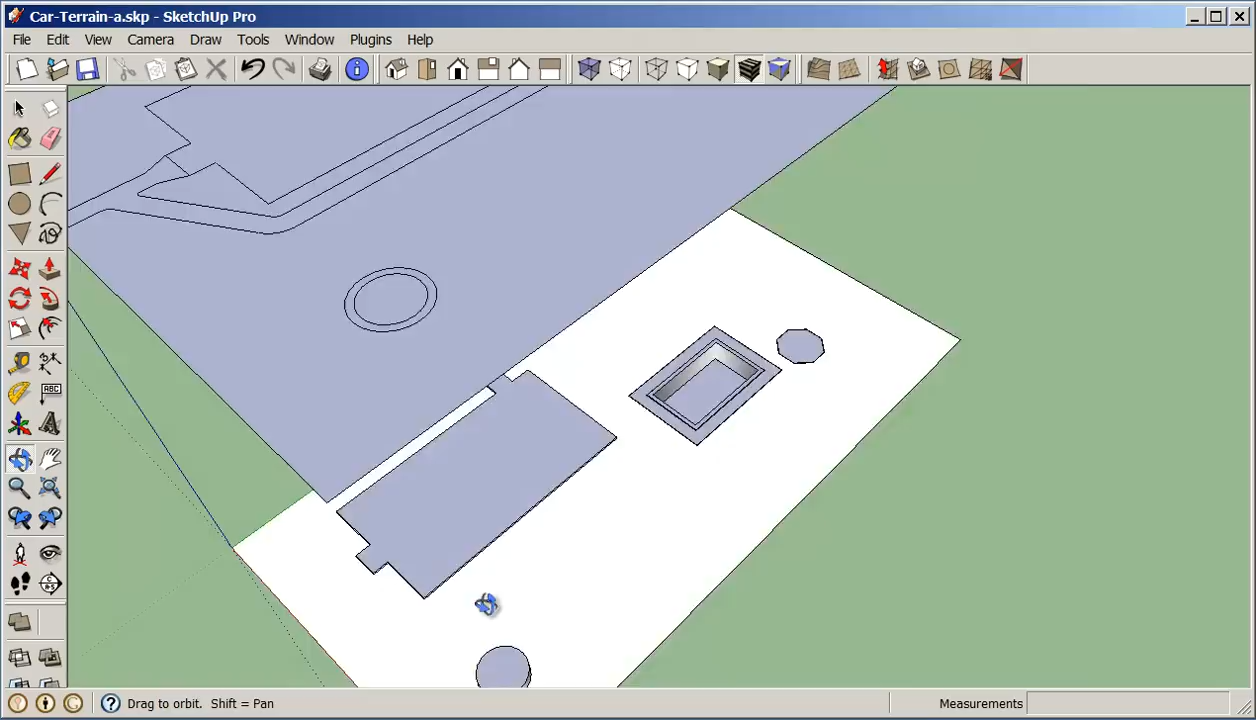 Car-Terrain-a.skp - SketchUp Pro
File Edit View Camera Draw Tools Window Plugins Help
ABC
Drag to orbit. Shift = Pan
Measurements